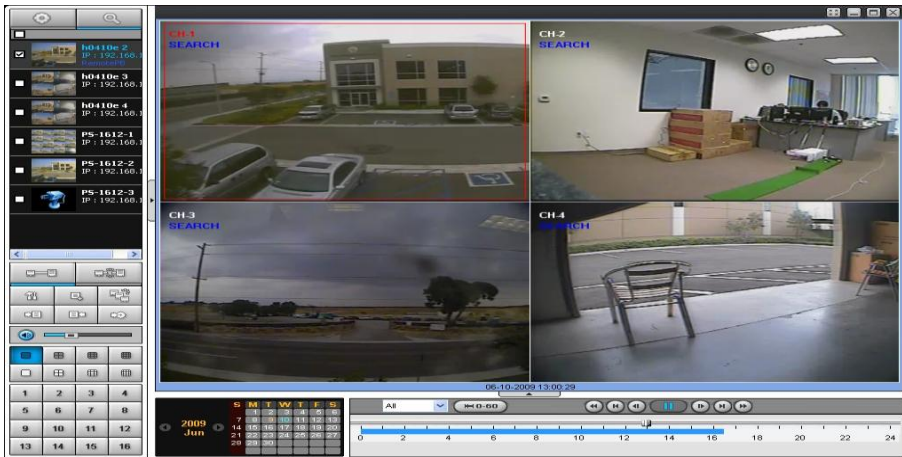 h0410e 2
IP : 192.168.1
RemotePB
h0410e 3
IP : 192.168.1
h0410e 4
IP : 192.168.1
PS-1612-1
IP : 192.168.1
PS-1612-2
IP : 192.168.1
PS-1612-3
IP : 192.168.1
1 2 3 4
5 6 7 8
9 10 11 12
13 14 15 16
CH-1
SEARCH
CH-2
CH-3
SEARCH
CH-4
SEARCH
06-10-2009 13:00:29
2009
Jun
S M T W T F S
1 2 3 4 5 6
7 8 9 10 11 12 13
14 15 16 17 18 19 20
21 22 23 24 25 26 27
28 29 30
All
0-60
0 2 4 6 8 10 12 14 16 18 20 22 24